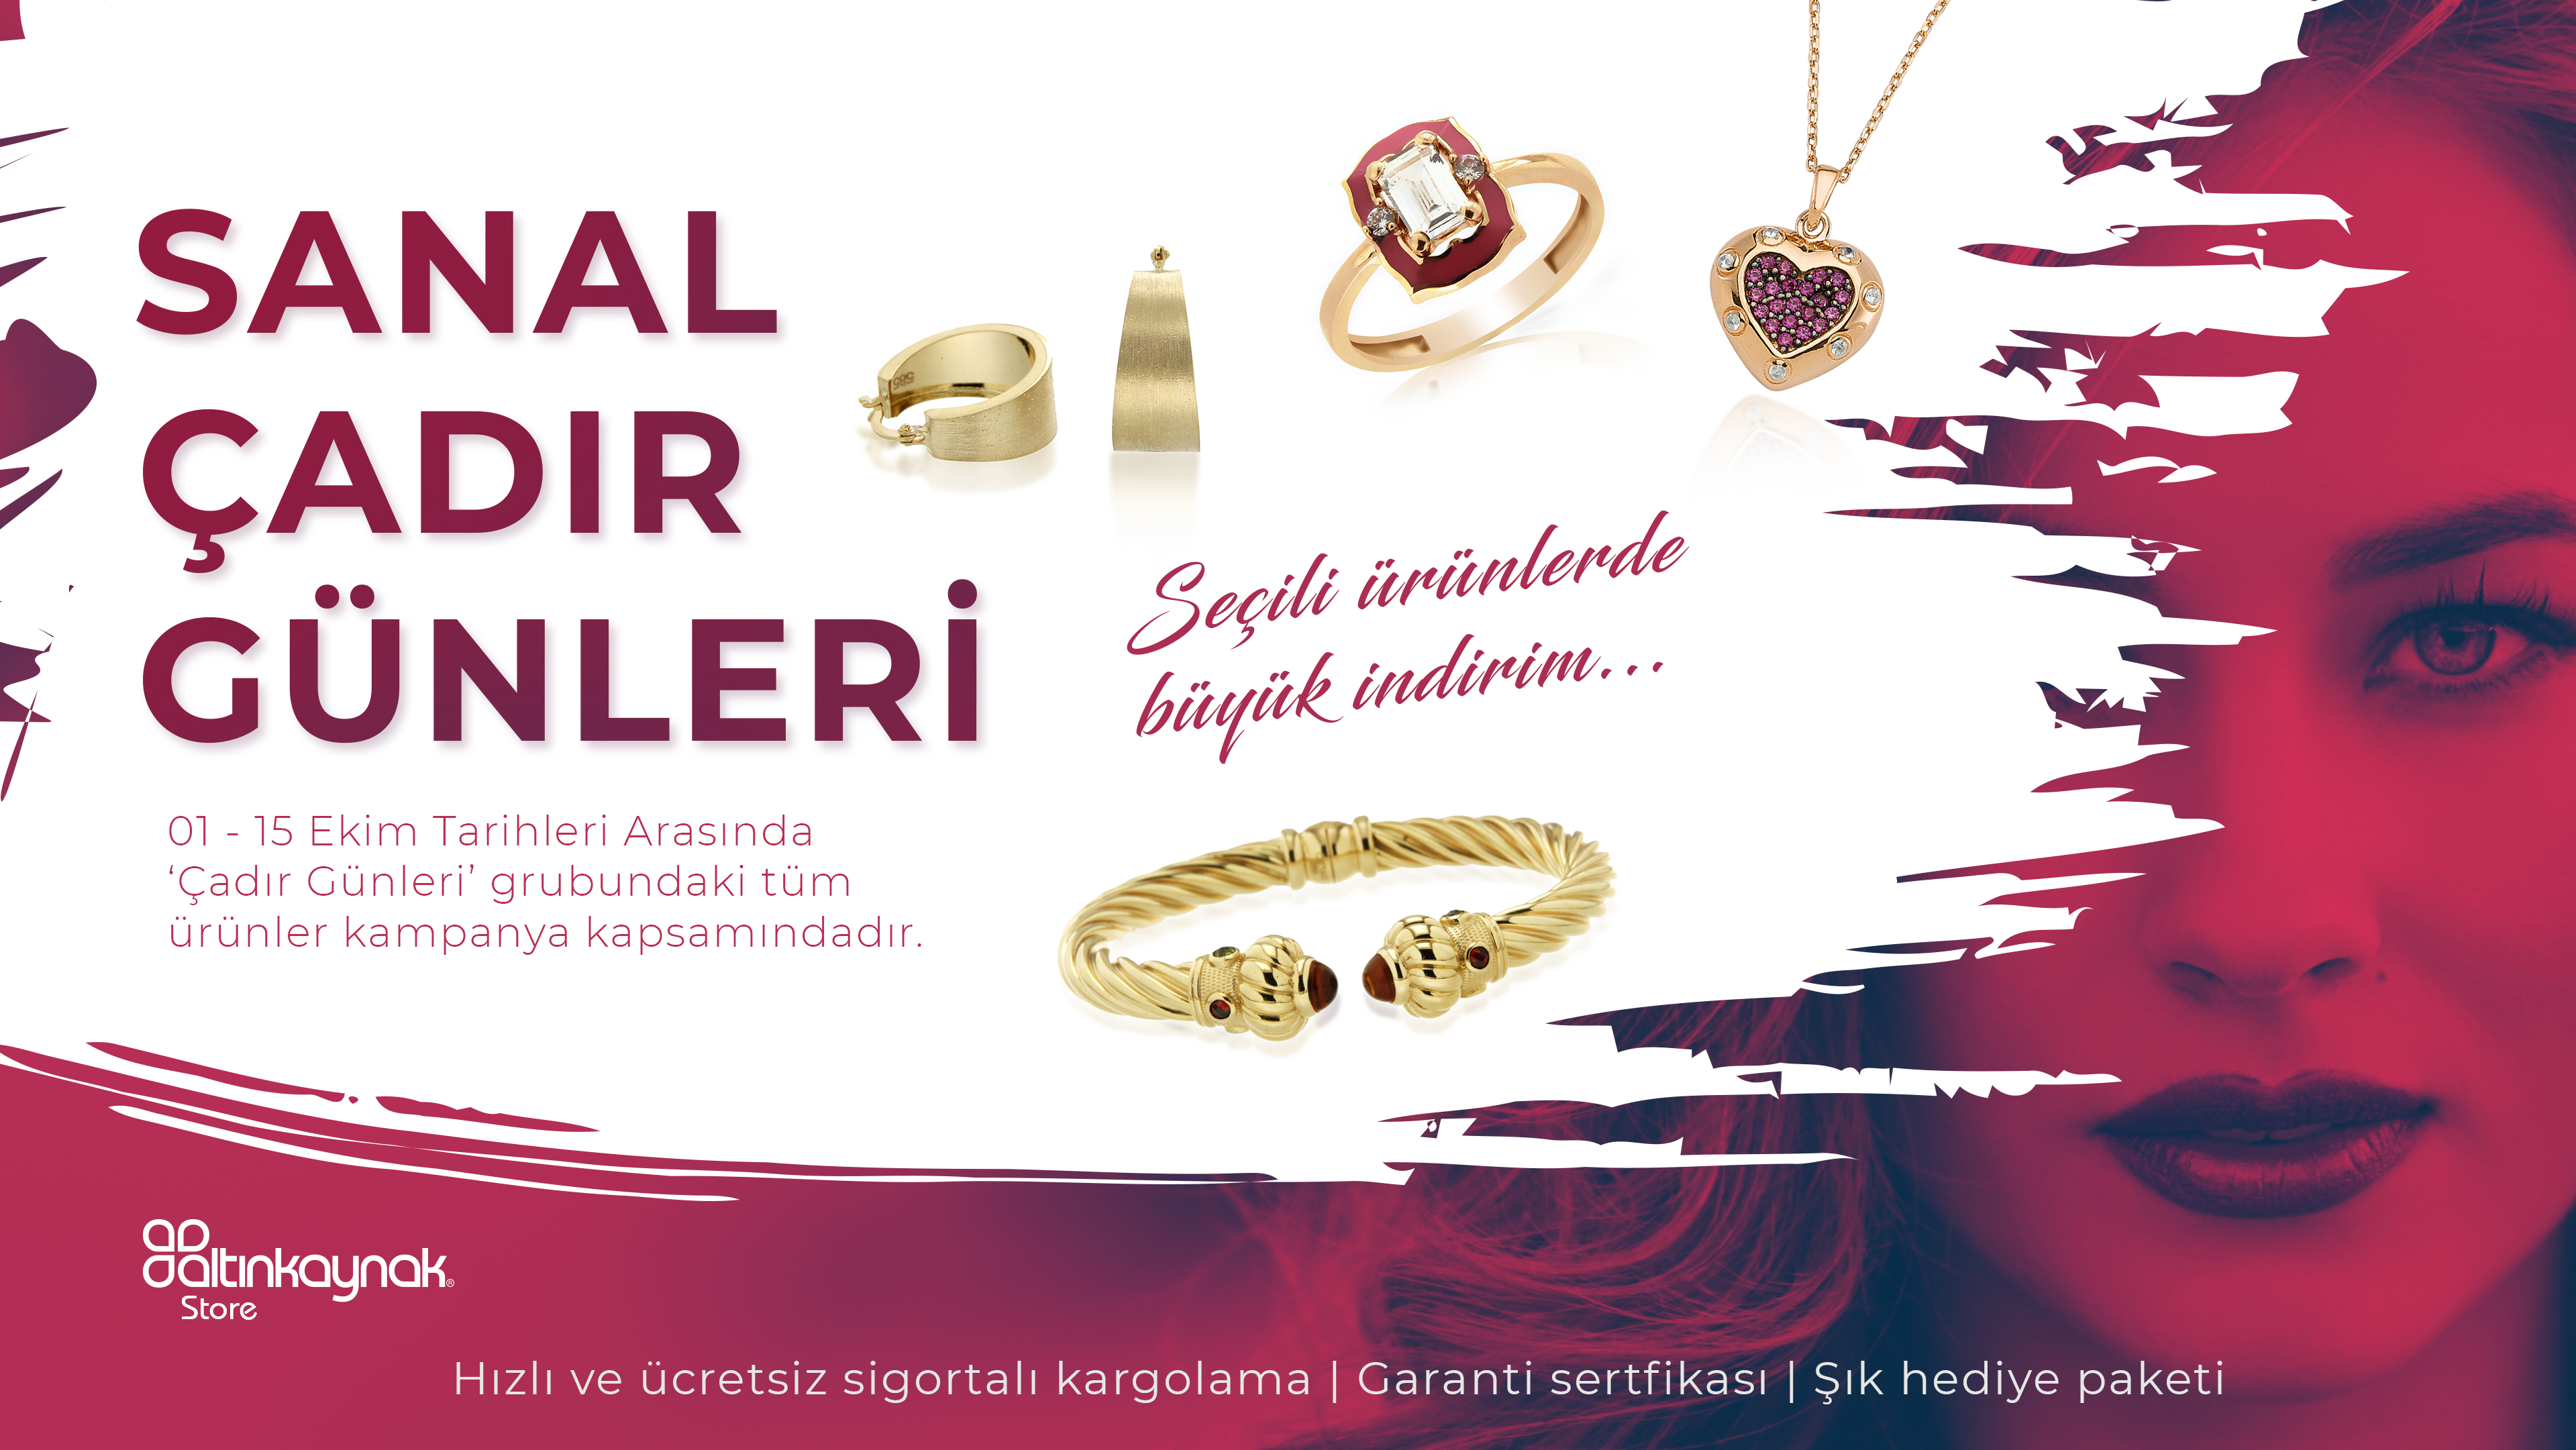 SANAL
ÇADIR
GÜNLERİ
Seçili ürünlerde
büyük indirim...
01 - 15 Ekim Tarihleri Arasında
‘Çadır Günleri’ grubundaki tüm
ürünler kampanya kapsamındadır.
585
altınkaynak®
Store
Hızlı ve ücretsiz sigortalı kargolama | Garanti sertfikası | Şık hediye paketi